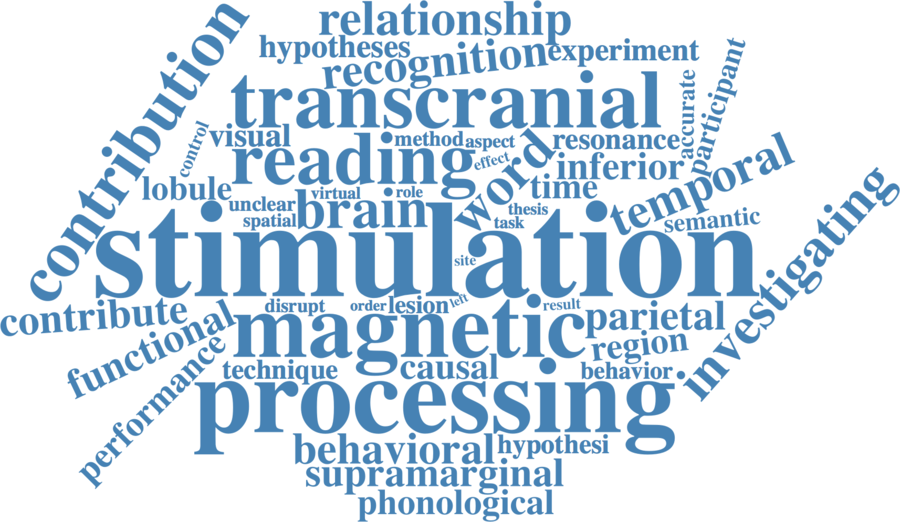 relationship
contribution
hypotheses
recognition
experiment
transcranial
accurate
participant
control
visual
reading
method
aspect
effect
word
resonance
inferior
lobule
virtual
role
time
temporal
unclear
spatial
brain
thesis
task
semantic
stimulation
site
investigating
contribute
disrupt
order
lesion
left
result
functional
magnetic
parietal
region
performance
technique
causal
behavior
processing
behavioral
hypothesi
supramarginal
phonological